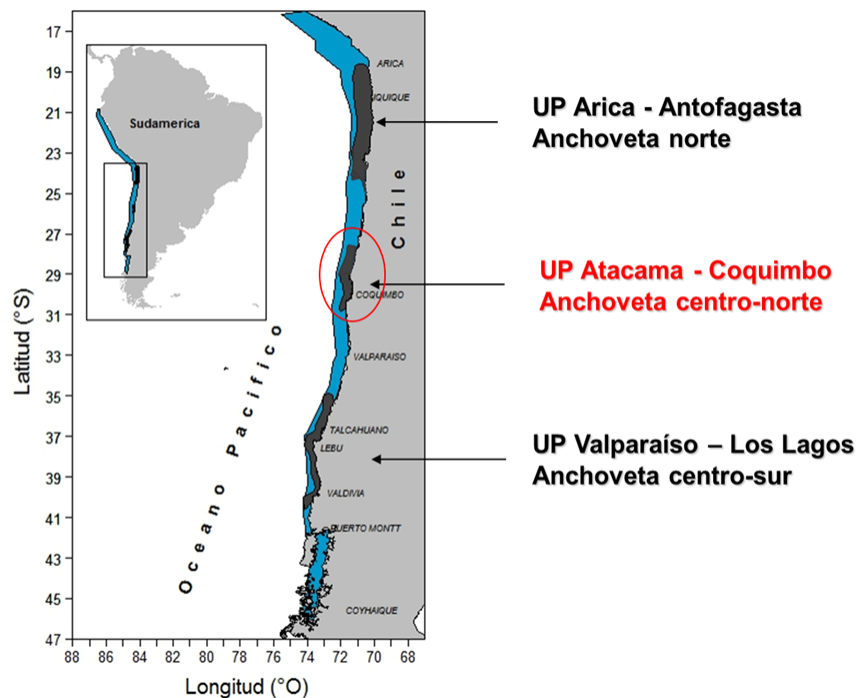 17
19
21
23
25
27
29
31
33
35
37
39
41
43
45
47
Latitud (°S)
88
86
84
82
80
78
76
74
72
70
68
Longitud (°O)
Sudamerica
Oceano Pacifico
Chile
ARICA
IQUIQUE
COQUIMBO
VALPARAISO
TALCAHUANO
LEBU
VALDIVIA
PUERTO MONTT
COYHAIQUE
UP Arica - Antofagasta
Anchoveta norte
UP Atacama - Coquimbo
Anchoveta centro-norte
UP Valparaíso – Los Lagos
Anchoveta centro-sur